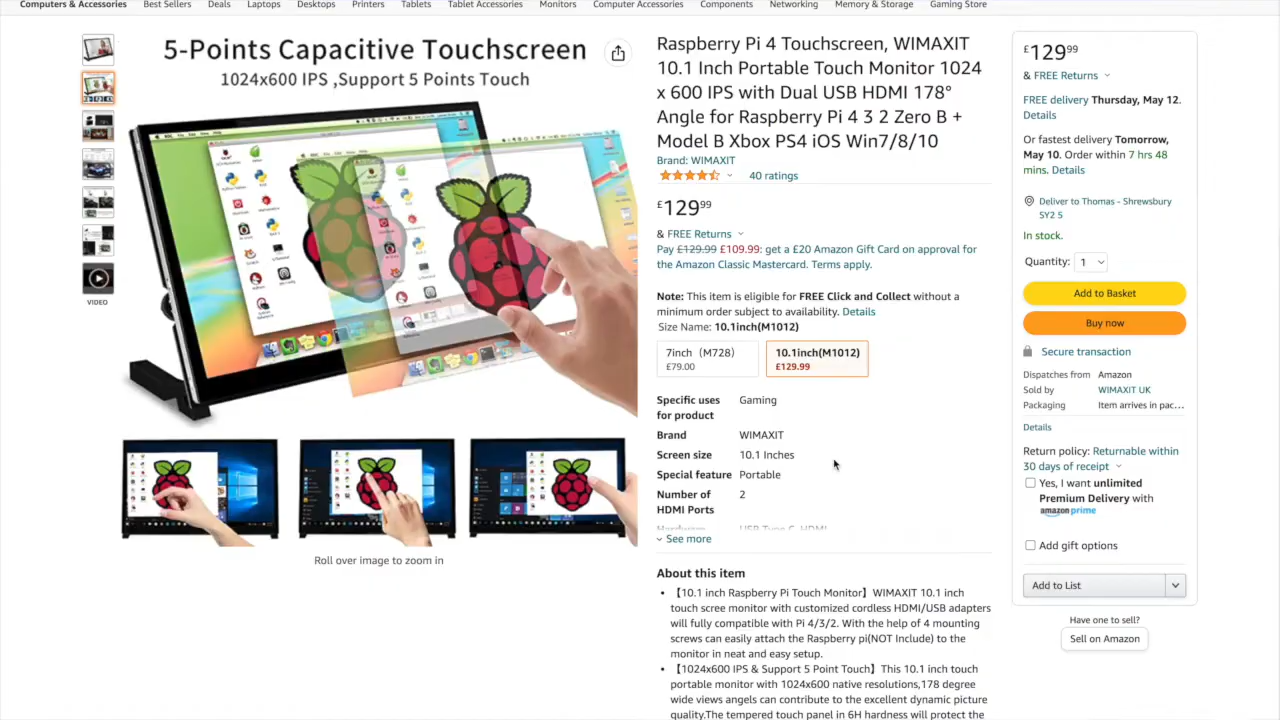 Computers & Accessories Best Sellers Deals Laptops Desktops Printers Tablets Tablet Accessories Monitors Computer Accessories Components Networking Memory & Storage Gaming Store
5-Points Capacitive Touchscreen
1024x600 IPS ,Support 5 Points Touch
VIDEO
Roll over image to zoom in
Raspberry Pi 4 Touchscreen, WIMAXIT
10.1 Inch Portable Touch Monitor 1024
x 600 IPS with Dual USB HDMI 178°
Angle for Raspberry Pi 4 3 2 Zero B +
Model B Xbox PS4 iOS Win7/8/10
Brand: WIMAXIT
40 ratings
£129⁹⁹
& FREE Returns
Pay £129.99 £109.99: get a £20 Amazon Gift Card on approval for
the Amazon Classic Mastercard. Terms apply.
Note: This item is eligible for FREE Click and Collect without a
minimum order subject to availability. Details
Size Name: 10.1inch(M1012)
7inch（M728）
£79.00
10.1inch(M1012)
£129.99
Specific uses
for product
Gaming
Brand WIMAXIT
Screen size 10.1 Inches
Special feature Portable
Number of
HDMI Ports
2
Hardware USB Type C, HDMI
See more
About this item
• 【10.1 inch Raspberry Pi Touch Monitor】WIMAXIT 10.1 inch
touch scree monitor with customized cordless HDMI/USB adapters
will fully compatible with Pi 4/3/2. With the help of 4 mounting
screws can easily attach the Raspberry pi(NOT Include) to the
monitor in neat and easy setup.
• 【1024x600 IPS & Support 5 Point Touch】This 10.1 inch touch
portable monitor with 1024x600 native resolutions,178 degree
wide views angels can contribute to the excellent dynamic picture
quality.The tempered touch panel in 6H hardness will protect the
£129⁹⁹
& FREE Returns
FREE delivery Thursday, May 12.
Details
Or fastest delivery Tomorrow,
May 10. Order within 7 hrs 48
mins. Details
Deliver to Thomas - Shrewsbury
SY2 5
In stock.
Quantity: 1
Add to Basket
Buy now
Secure transaction
Dispatches from Amazon
Sold by WIMAXIT UK
Packaging Item arrives in pac...
Details
Return policy: Returnable within
30 days of receipt
Yes, I want unlimited
Premium Delivery with
amazon prime
Add gift options
Add to List
Have one to sell?
Sell on Amazon